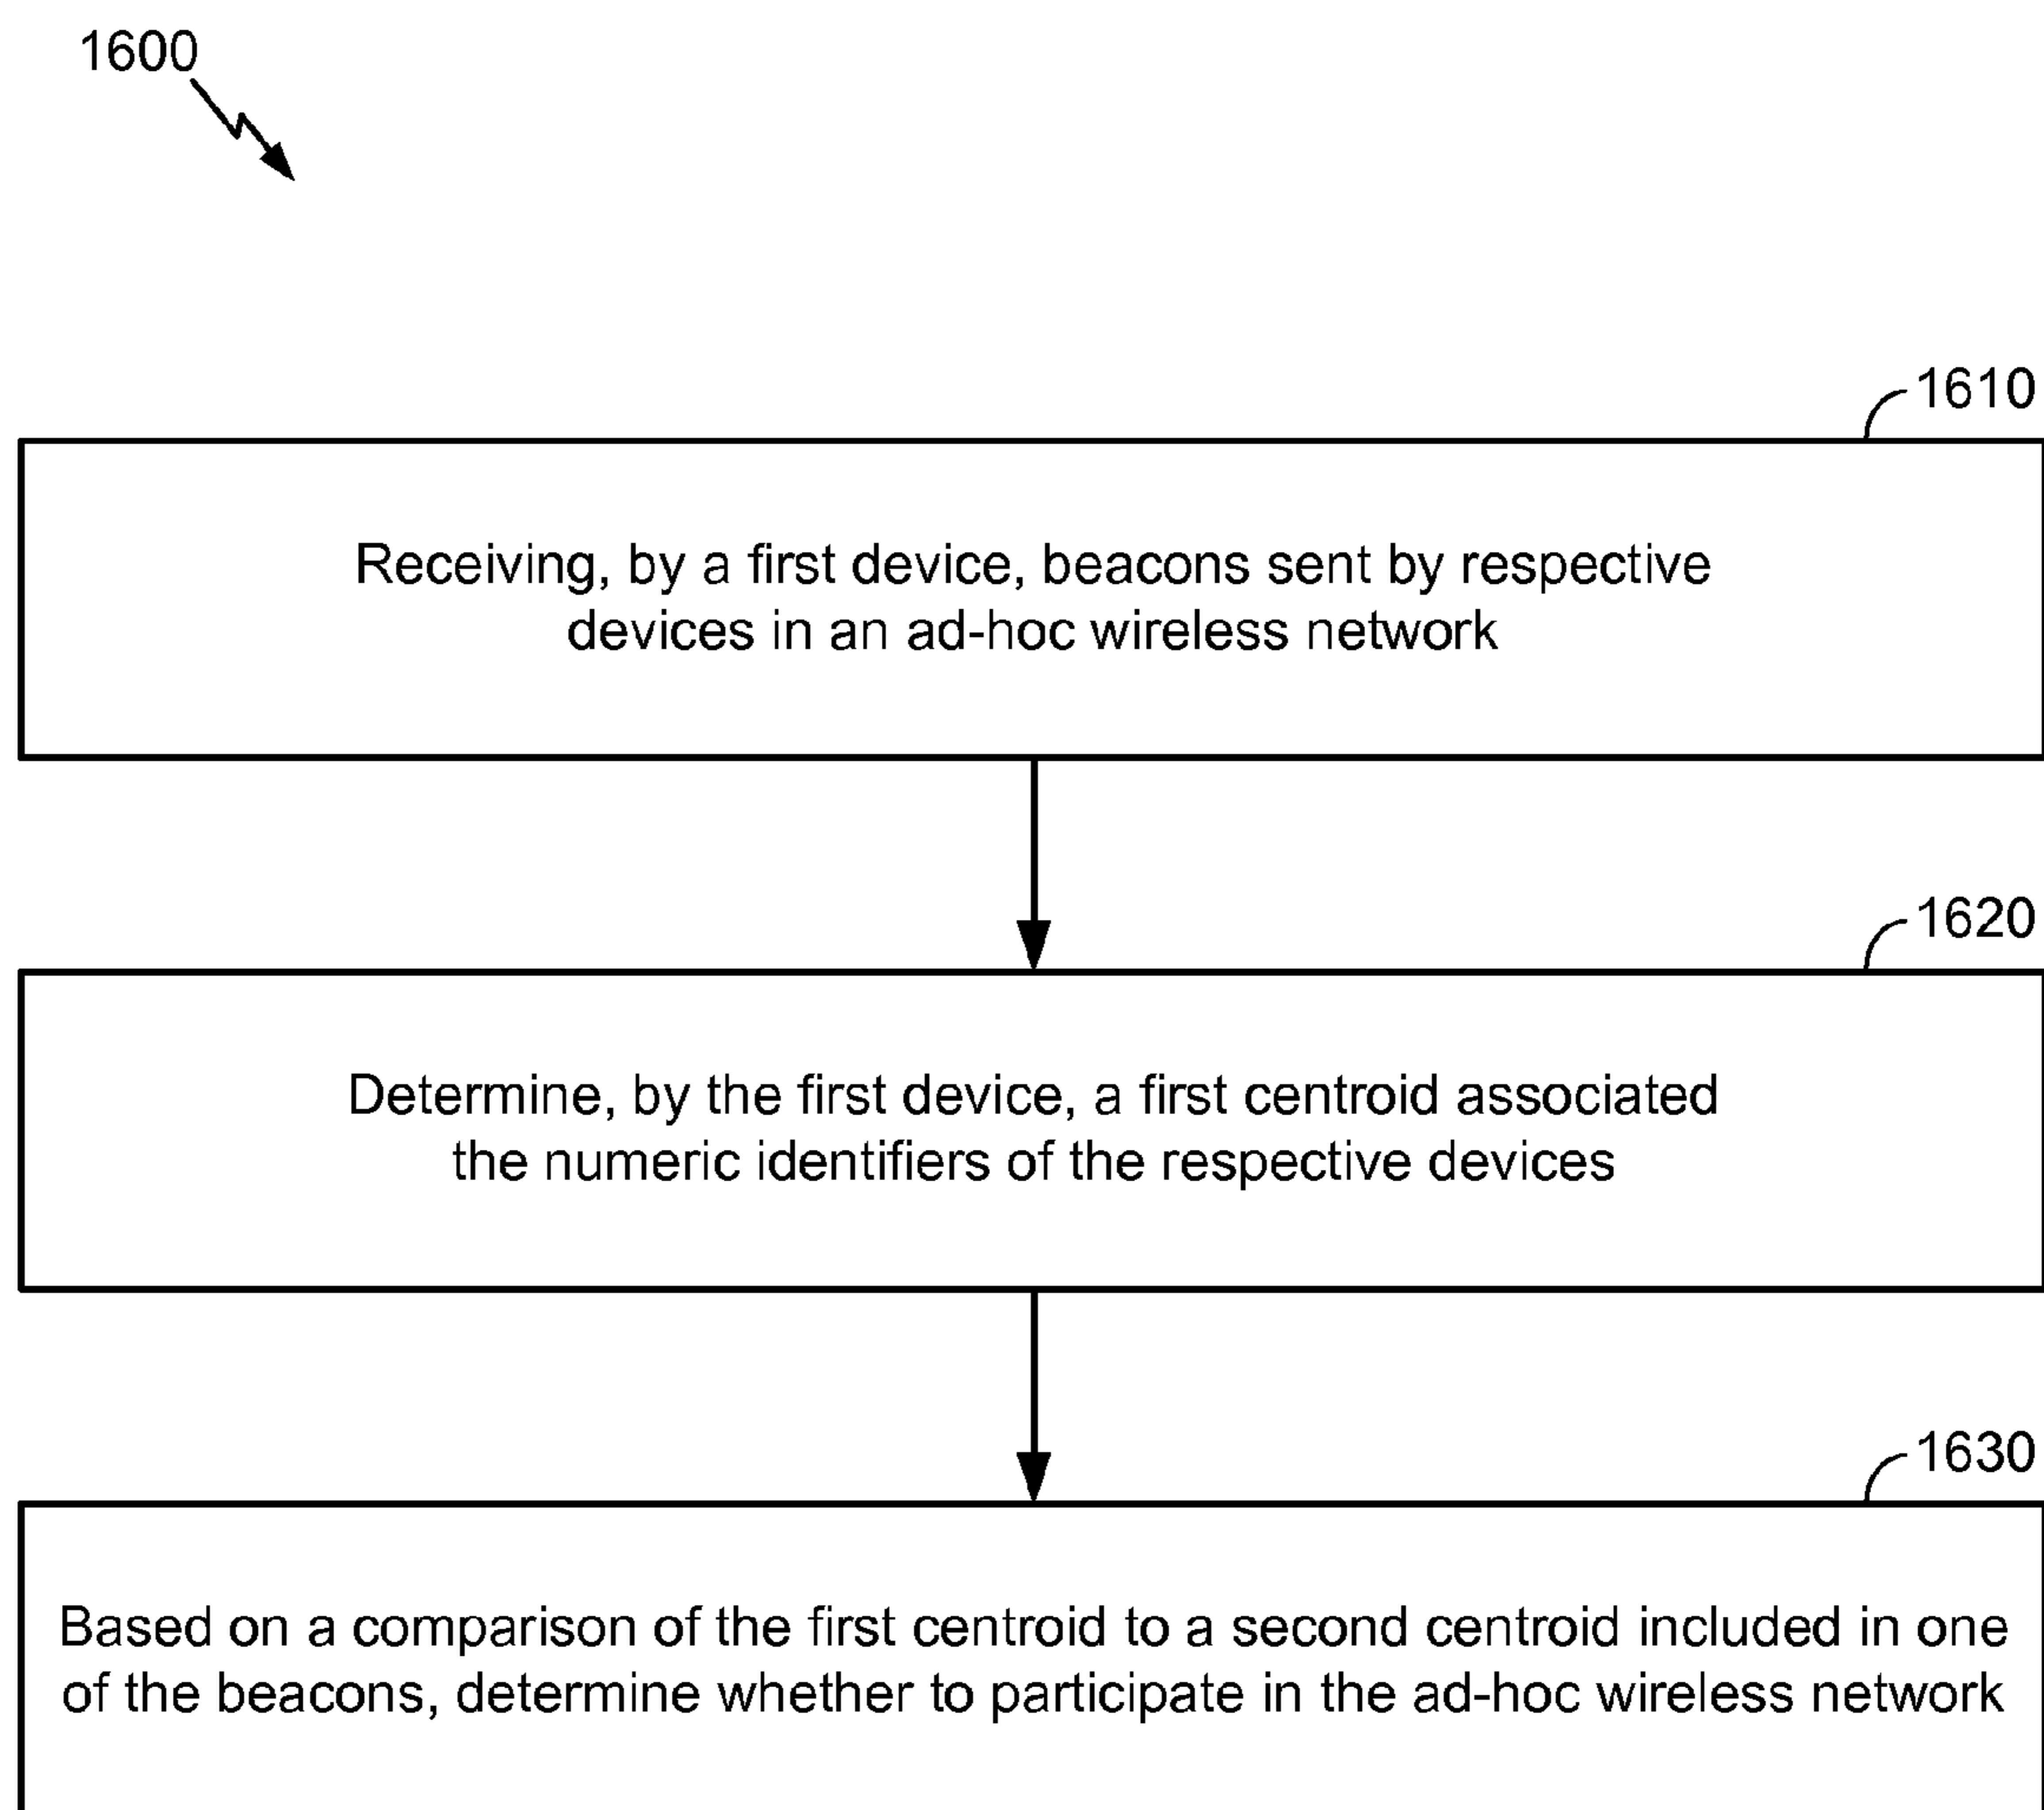 1600
1610
Receiving, by a first device, beacons sent by respective
devices in an ad-hoc wireless network
1620
Determine, by the first device, a first centroid associated
the numeric identifiers of the respective devices
1630
Based on a comparison of the first centroid to a second centroid included in one
of the beacons, determine whether to participate in the ad-hoc wireless network